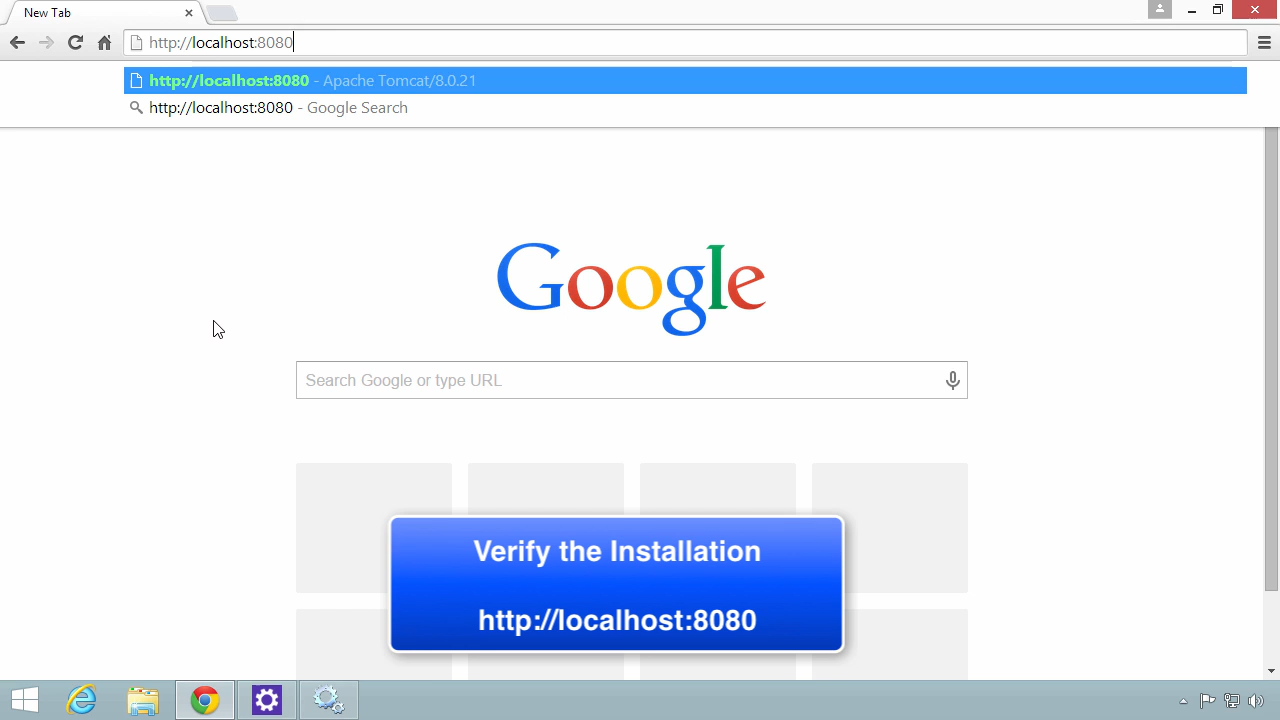 New Tab
http://localhost:8080
http://localhost:8080 - Apache Tomcat/8.0.21
http://localhost:8080 - Google Search
Google
Search Google or type URL
Verify the Installation
http://localhost:8080